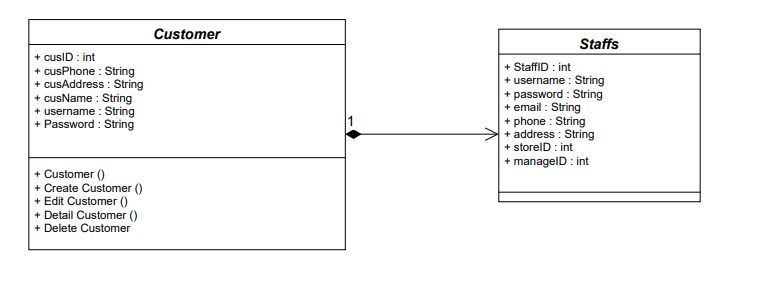 Customer
+ cusID : int
+ cusPhone : String
+ cusAddress : String
+ cusName : String
+ username : String
+ Password : String
+ Customer ()
+ Create Customer ()
+ Edit Customer ()
+ Detail Customer ()
+ Delete Customer
1
Staffs
+ StaffID : int
+ username : String
+ password : String
+ email : String
+ phone : String
+ address : String
+ storeID : int
+ manageID : int